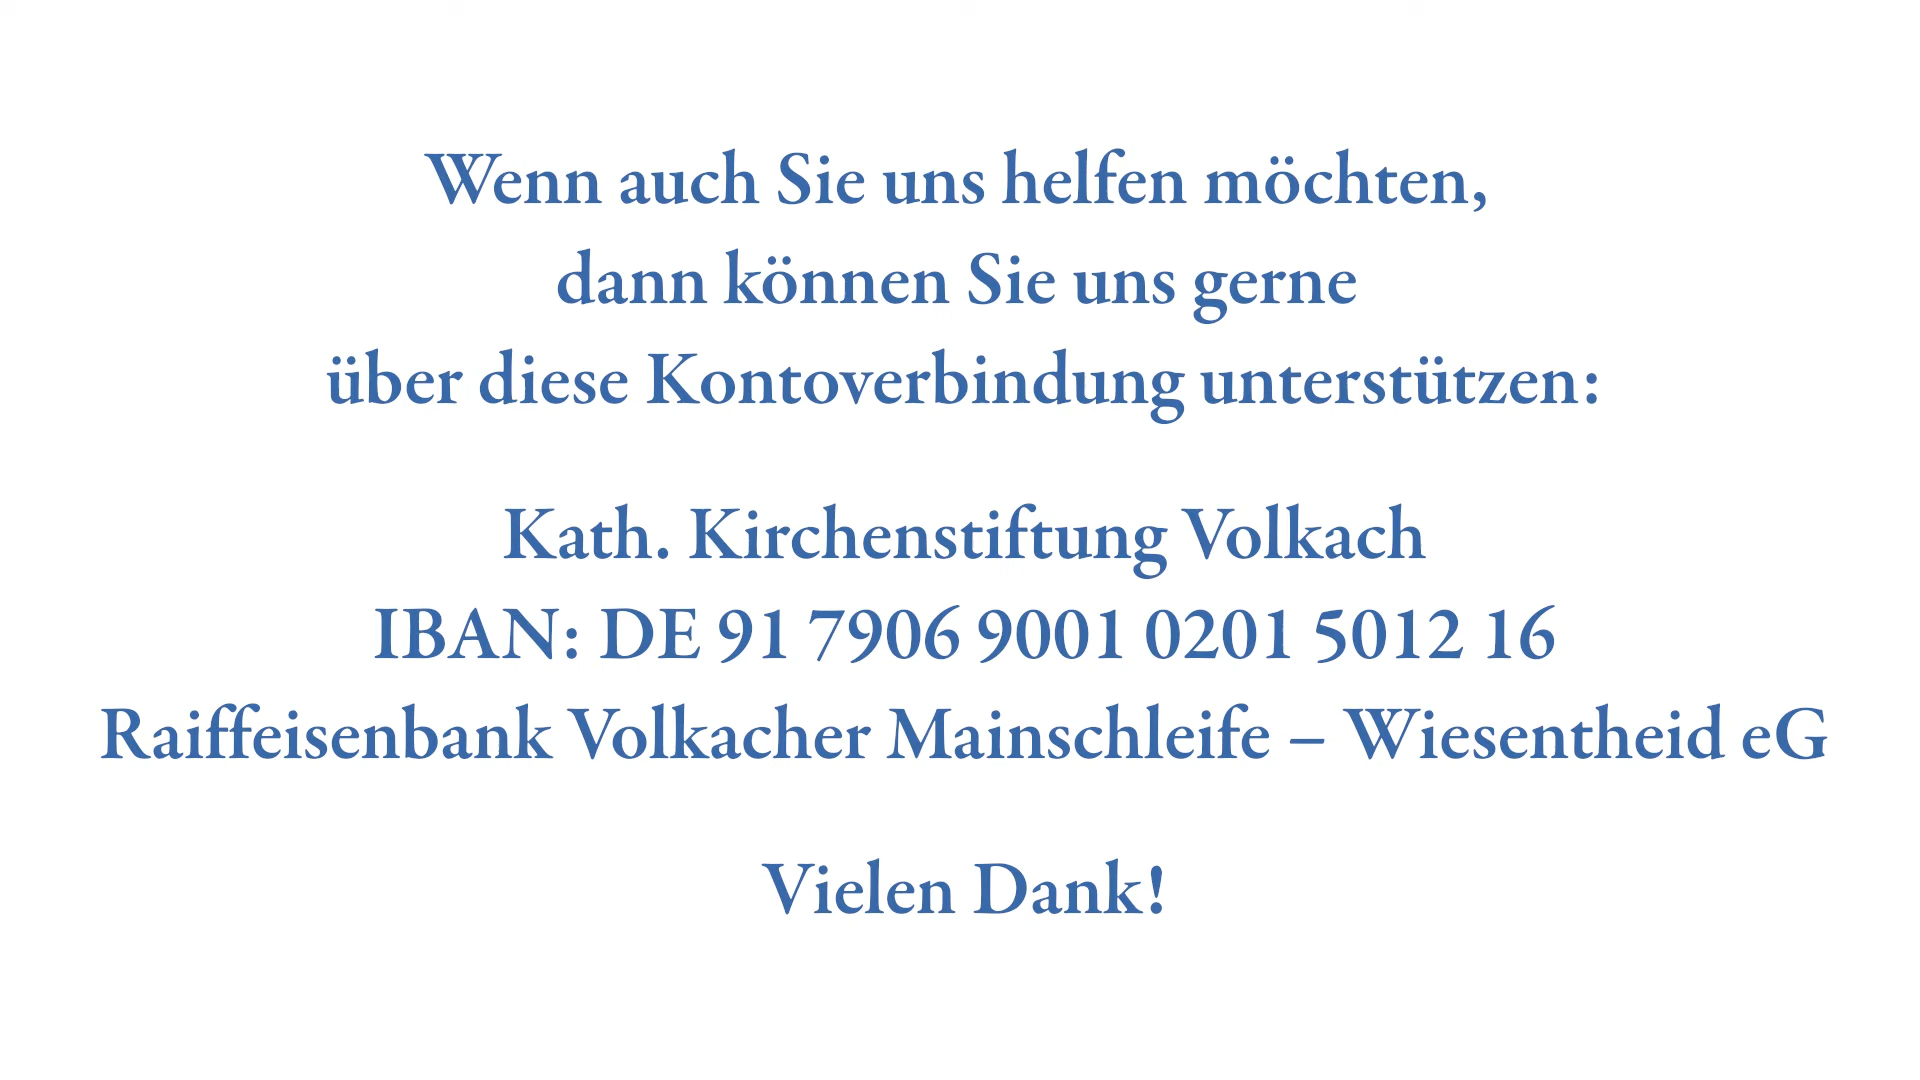 Wenn auch Sie uns helfen möchten,
dann können Sie uns gerne
über diese Kontoverbindung unterstützen:
Kath. Kirchenstiftung Volkach
IBAN: DE 91 7906 9001 0201 5012 16
Raiffeisenbank Volkacher Mainschleife – Wiesentheid eG
Vielen Dank!